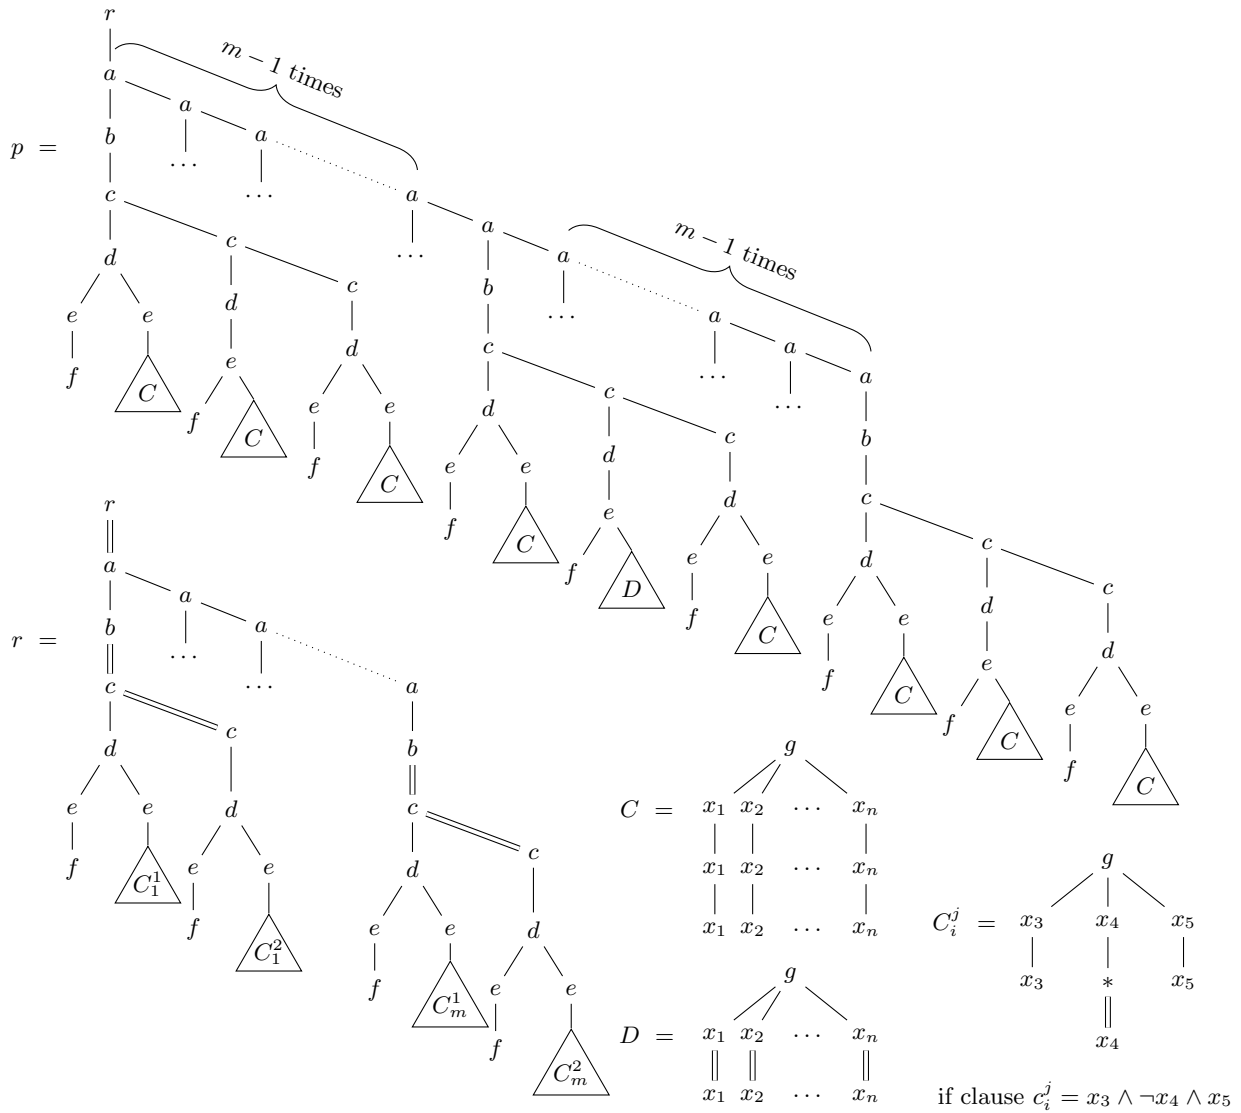 r
m − 1 times
a
a
a
b
p =
… … a
c
a
m − 1 times
c
a
…
d
c
b
…
a
e e
d
d
c
a
…
a
f
C
e
e e
d
c
…
b
f
C
f
C
e e
d
c
c
r
f
C
e
d
d
c
a
a
f
D
e e
d
c
b
a
f
C
e e
d
r =
…
a
f
C
e
e e
c
…
b
f
C
f
C
c
d
g
e e
d
c
C =
x1 x2 … xn
f
C11
e e
d
c
x1 x2 … xn
g
f
C12
e e
d
x1 x2 … xn
Cij =
x3 x4 x5
f
Cm1
e e
g
x3 * x5
f
Cm2
D =
x1 x2 … xn
x4
x1 x2 … xn
if clause cij = x3 ∧ ¬x4 ∧ x5